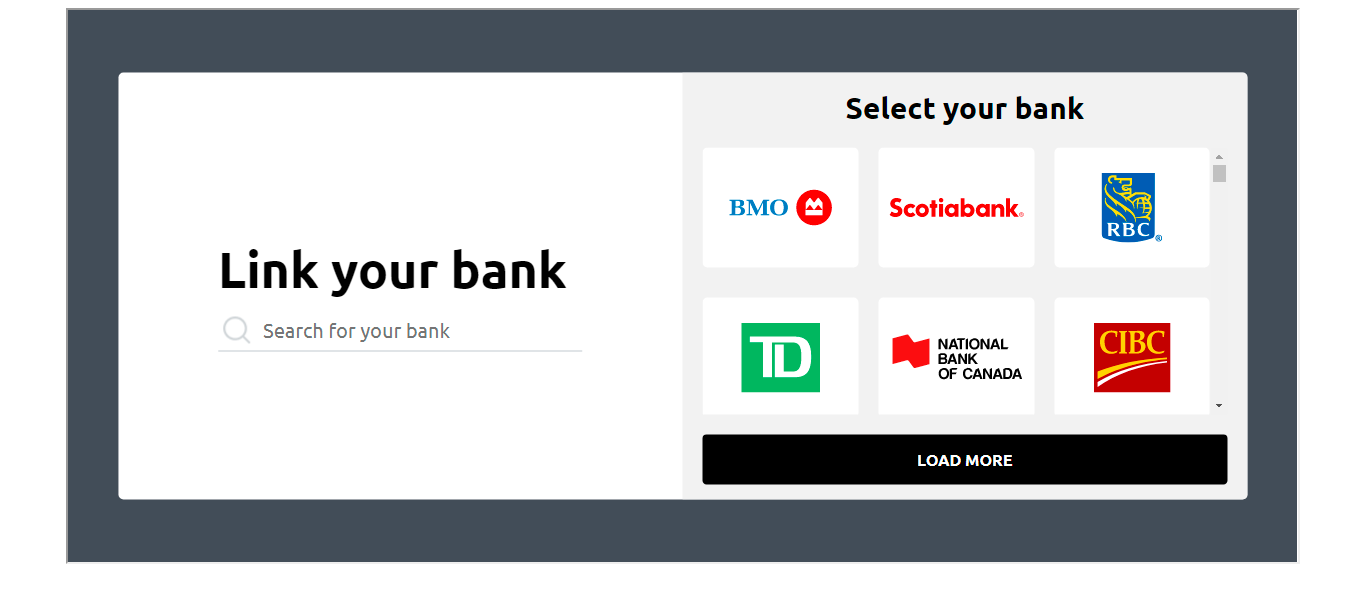 Link your bank
Search for your bank
Select your bank
BMO
Scotiabank®
RBC®
TD
NATIONAL
BANK
OF CANADA
CIBC
LOAD MORE